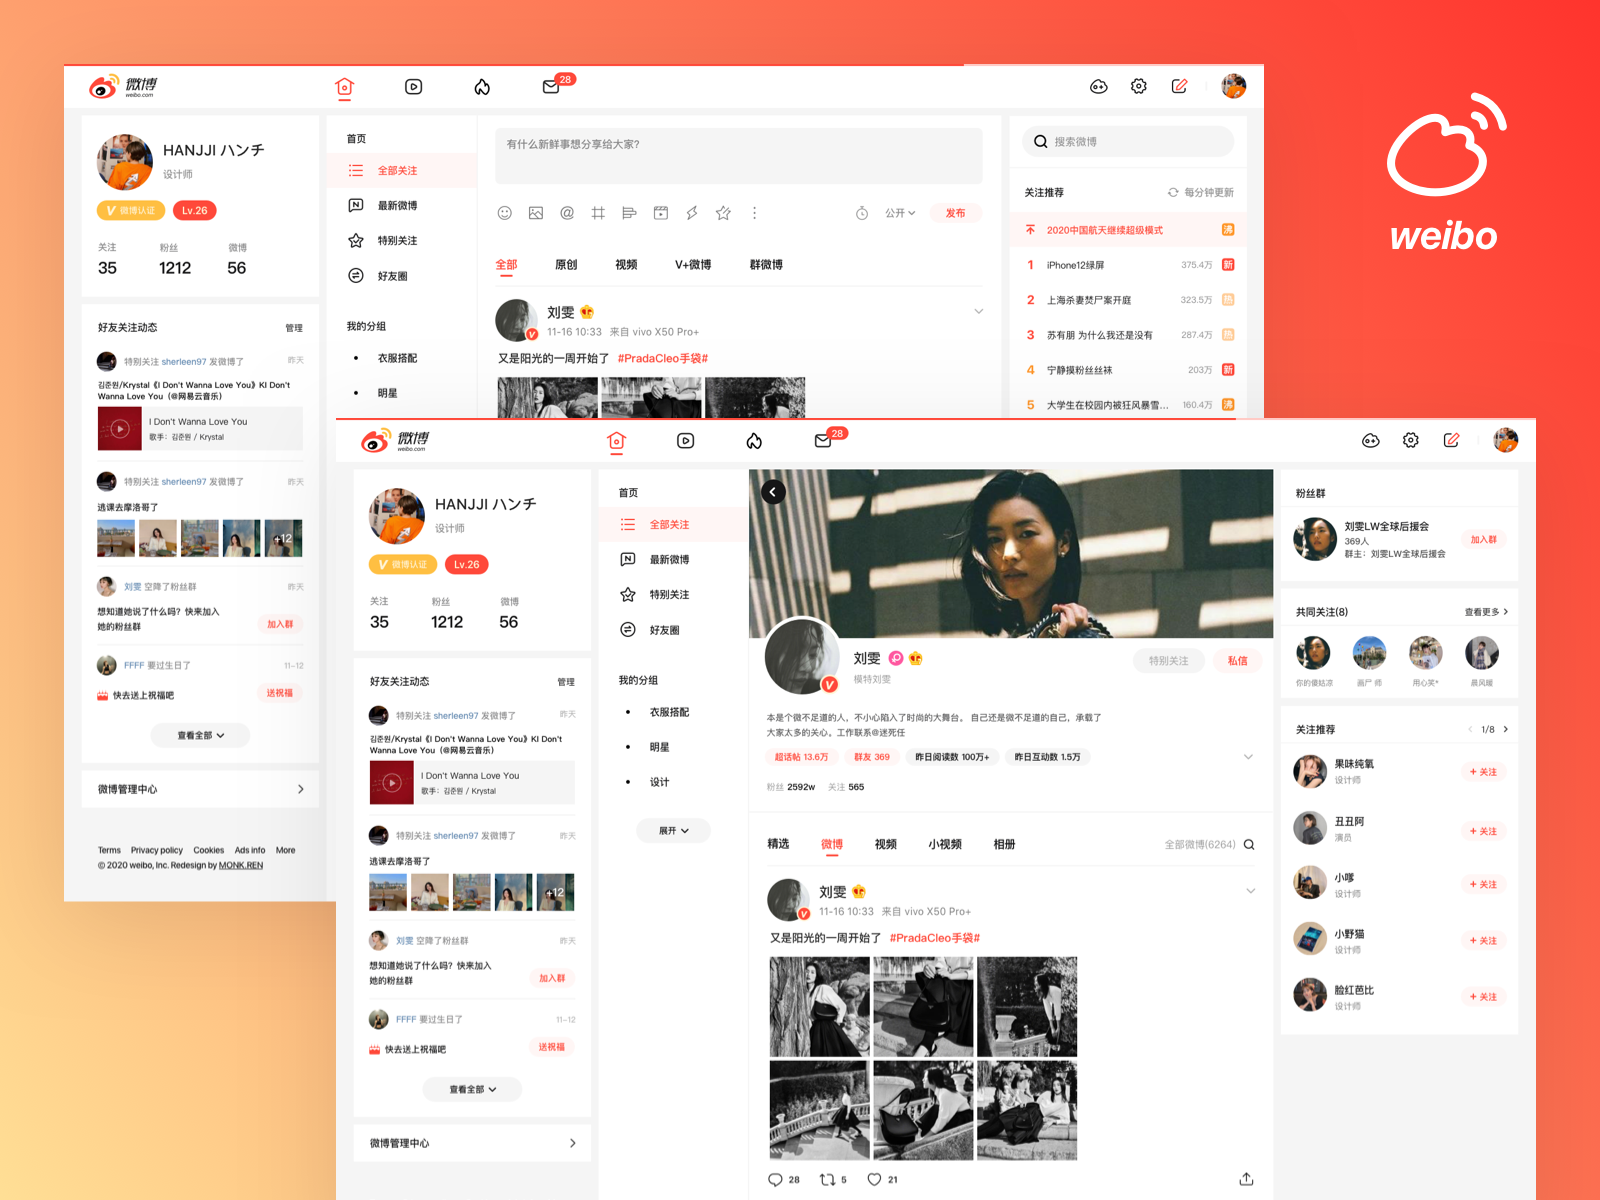 微博
weibo.com
28
HANJJI ハンチ
设计师
V 微博认证
Lv.26
关注
粉丝
微博
35
1212
56
好友关注动态
管理
特别关注 sherleen97 发微博了
昨天
김준원/Krystal《I Don't Wanna Love You》KI Don't
Wanna Love You（@网易云音乐）
I Don't Wanna Love You
歌手：김준원 / Krystal
特别关注 sherleen97 发微博了
昨天
逃课去摩洛哥了
+12
刘雯 空降了粉丝群
昨天
想知道她说了什么吗？快来加入
她的粉丝群
加入群
FFFF 要过生日了
11-12
快去送上祝福吧
送祝福
查看全部
微博管理中心
Terms Privacy policy Cookies Ads info More
© 2020 weibo, Inc. Redesign by MONK.REN
首页
全部关注
最新微博
特别关注
好友圈
我的分组
衣服搭配
明星
有什么新鲜事想分享给大家?
公开
发布
全部
原创
视频
V+微博
群微博
刘雯
11-16 10:33 来自 vivo X50 Pro+
又是阳光的一周开始了 #PradaCleo手袋#
搜索微博
关注推荐
每分钟更新
2020中国航天继续超级模式
沸
1 iPhone12绿屏 375.4万 新
2 上海杀妻焚尸案开庭 323.5万 热
3 苏有朋 为什么我还是没有 287.4万 热
4 宁静摸粉丝丝袜 203万 新
5 大学生在校园内被狂风暴雪... 160.4万 沸
weibo
微博
weibo.com
28
HANJJI ハンチ
设计师
V 微博认证
Lv.26
关注
粉丝
微博
35
1212
56
好友关注动态
管理
特别关注 sherleen97 发微博了
昨天
김준원/Krystal《I Don't Wanna Love You》KI Don't
Wanna Love You（@网易云音乐）
I Don't Wanna Love You
歌手：김준원 / Krystal
特别关注 sherleen97 发微博了
昨天
逃课去摩洛哥了
+12
刘雯 空降了粉丝群
昨天
想知道她说了什么吗？快来加入
她的粉丝群
加入群
FFFF 要过生日了
11-12
快去送上祝福吧
送祝福
查看全部
微博管理中心
首页
全部关注
最新微博
特别关注
好友圈
我的分组
衣服搭配
明星
设计
展开
刘雯
模特刘雯
特别关注
私信
本是个微不足道的人，不小心陷入了时尚的大舞台。 自己还是微不足道的自己，承载了
大家太多的关心。工作联系@迷死任
超话帖 13.6万
群友 369
昨日阅读数 100万+
昨日互动数 1.5万
粉丝 2592w 关注 565
精选
微博
视频
小视频
相册
全部微博(6264)
刘雯
11-16 10:33 来自 vivo X50 Pro+
又是阳光的一周开始了 #PradaCleo手袋#
28
5
21
粉丝群
刘雯LW全球后援会
369人
群主：刘雯LW全球后援会
加入群
共同关注(8)
查看更多
你的傻姑凉
画尸 师
用心笑*
晨风暖
关注推荐
1/8
果味纯氧
设计师
+ 关注
丑丑阿
演员
+ 关注
小嗲
设计师
+ 关注
小野猫
设计师
+ 关注
脸红芭比
设计师
+ 关注